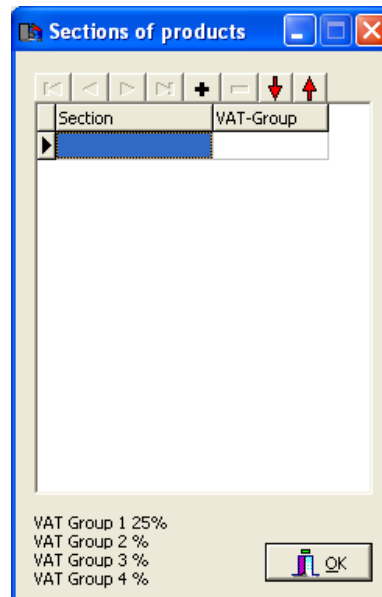 Sections of products
Section VAT-Group
VAT Group 1 25%
VAT Group 2 %
VAT Group 3 %
VAT Group 4 %
OK